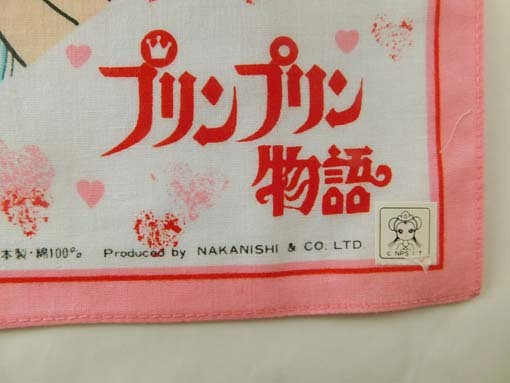 プリンプリン
物語
本製・綿100% Produced by NAKANISHI & CO. LTD.